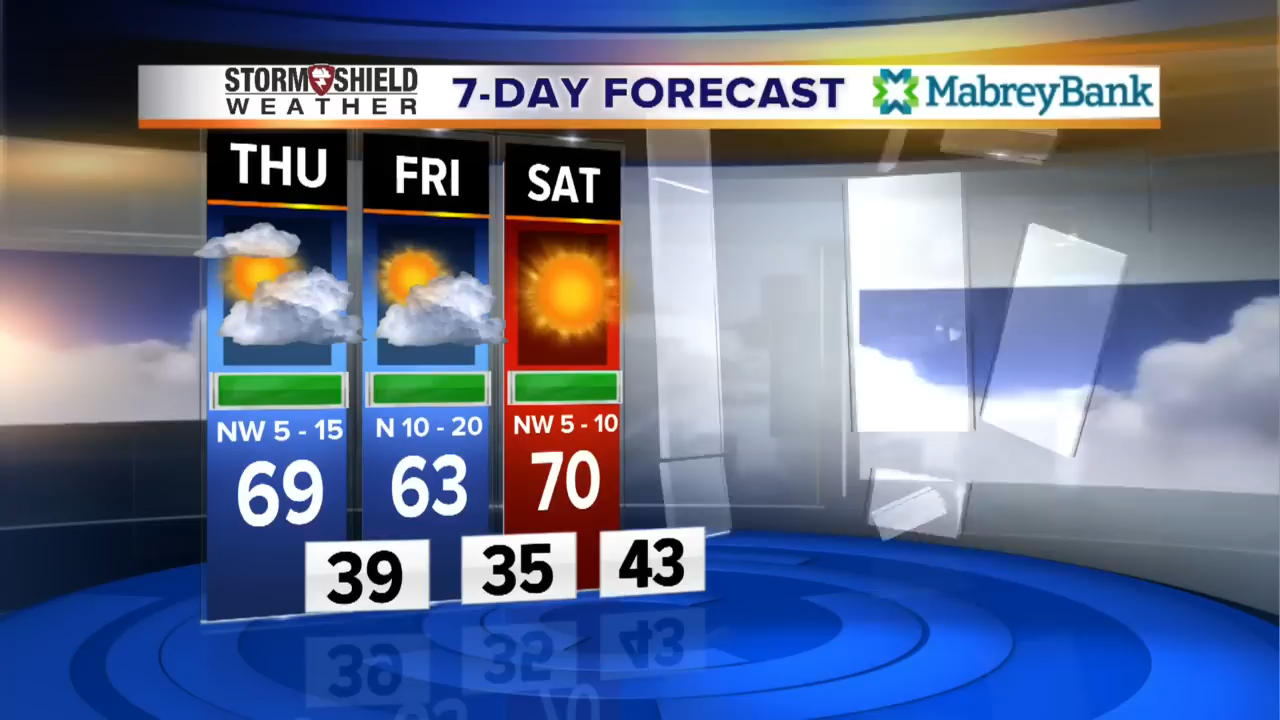 STORM SHIELD
WEATHER
7-DAY FORECAST
MabreyBank
THU
FRI
SAT
NW 5 - 15
N 10 - 20
NW 5 - 10
69
63
70
39
35
43